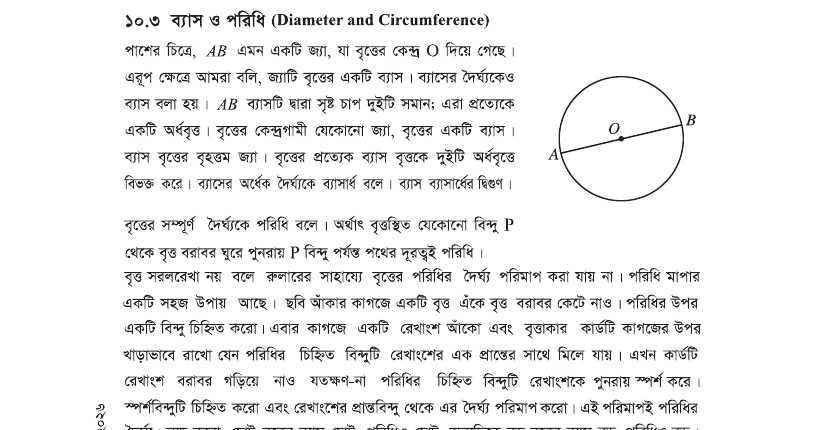 ১০.৩ ব্যাস ও পরিধি (Diameter and Circumference)
পাশের চিত্রে, AB এমন একটি জ্যা, যা বৃত্তের কেন্দ্র O দিয়ে গেছে।
এরূপ ক্ষেত্রে আমরা বলি, জ্যাটি বৃত্তের একটি ব্যাস। ব্যাসের দৈর্ঘ্যকেও
ব্যাস বলা হয়। AB ব্যাসটি দ্বারা সৃষ্ট চাপ দুইটি সমান; এরা প্রত্যেকে
একটি অর্ধবৃত্ত। বৃত্তের কেন্দ্রগামী যেকোনো জ্যা, বৃত্তের একটি ব্যাস।
ব্যাস বৃত্তের বৃহত্তম জ্যা। বৃত্তের প্রত্যেক ব্যাস বৃত্তকে দুইটি অর্ধবৃত্তে
বিভক্ত করে। ব্যাসের অর্ধেক দৈর্ঘ্যকে ব্যাসার্ধ বলে। ব্যাস ব্যাসার্ধের দ্বিগুণ।
A
O
B
বৃত্তের সম্পূর্ণ দৈর্ঘ্যকে পরিধি বলে। অর্থাৎ বৃত্তস্থিত যেকোনো বিন্দু P
থেকে বৃত্ত বরাবর ঘুরে পুনরায় P বিন্দু পর্যন্ত পথের দূরত্বই পরিধি।
বৃত্ত সরলরেখা নয় বলে রুলারের সাহায্যে বৃত্তের পরিধির দৈর্ঘ্য পরিমাপ করা যায় না। পরিধি মাপার
একটি সহজ উপায় আছে। ছবি আঁকার কাগজে একটি বৃত্ত এঁকে বৃত্ত বরাবর কেটে নাও। পরিধির উপর
একটি বিন্দু চিহ্নিত করো। এবার কাগজে একটি রেখাংশ আঁকো এবং বৃত্তাকার কার্ডটি কাগজের উপর
খাড়াভাবে রাখো যেন পরিধির চিহ্নিত বিন্দুটি রেখাংশের এক প্রান্তের সাথে মিলে যায়। এখন কার্ডটি
রেখাংশ বরাবর গড়িয়ে নাও যতক্ষণ-না পরিধির চিহ্নিত বিন্দুটি রেখাংশকে পুনরায় স্পর্শ করে।
স্পর্শবিন্দুটি চিহ্নিত করো এবং রেখাংশের প্রান্তবিন্দু থেকে এর দৈর্ঘ্য পরিমাপ করো। এই পরিমাপই পরিধির
২০২৬